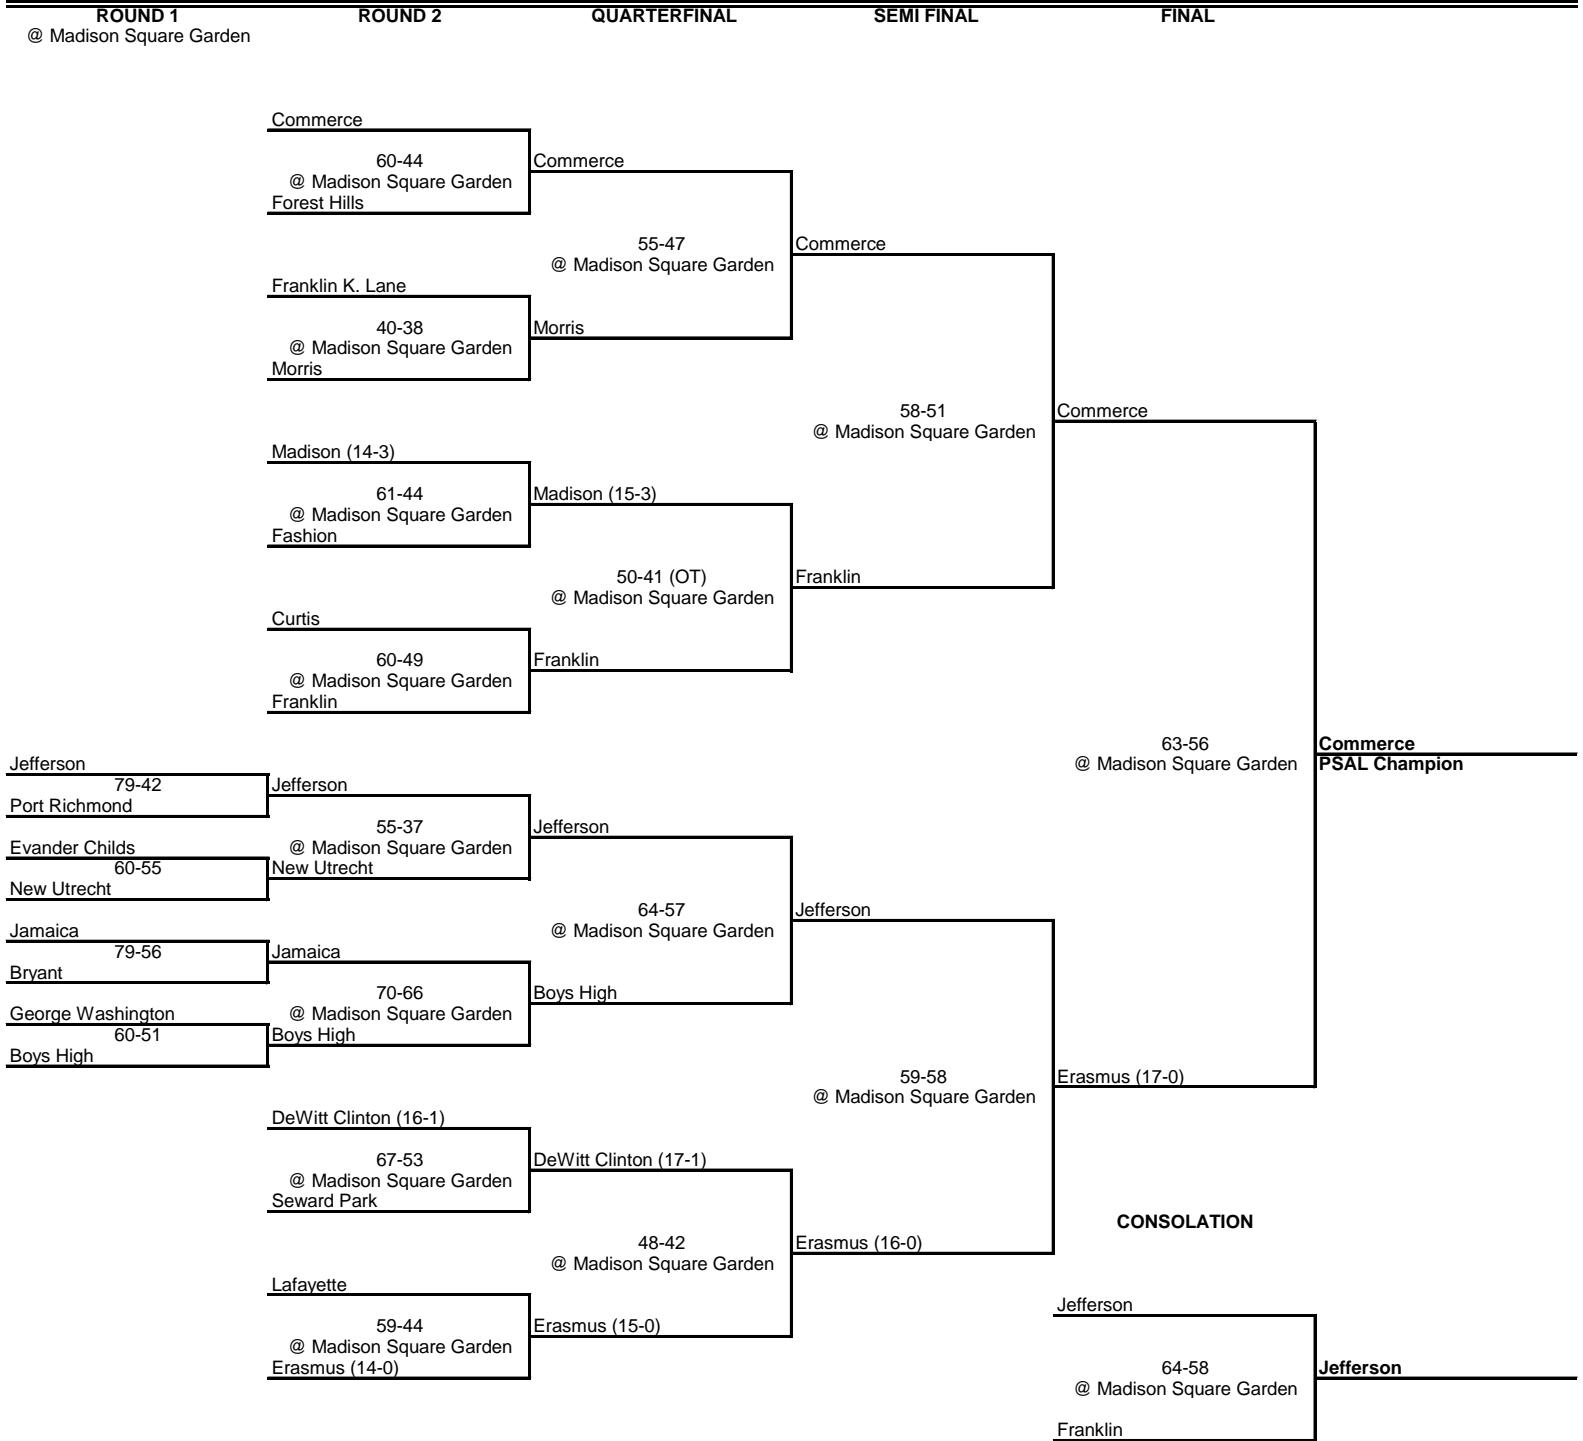 ROUND 1
@ Madison Square Garden
ROUND 2
QUARTERFINAL
SEMI FINAL
FINAL
Commerce
60-44
@ Madison Square Garden
Forest Hills
Commerce
55-47
@ Madison Square Garden
Commerce
Franklin K. Lane
40-38
@ Madison Square Garden
Morris
Morris
58-51
@ Madison Square Garden
Commerce
Madison (14-3)
61-44
@ Madison Square Garden
Fashion
Madison (15-3)
50-41 (OT)
@ Madison Square Garden
Franklin
Curtis
60-49
@ Madison Square Garden
Franklin
Franklin
63-56
@ Madison Square Garden
Commerce
PSAL Champion
Jefferson
79-42
Port Richmond
Jefferson
55-37
@ Madison Square Garden
New Utrecht
Jefferson
Evander Childs
60-55
New Utrecht
64-57
@ Madison Square Garden
Jefferson
Jamaica
79-56
Bryant
Jamaica
70-66
@ Madison Square Garden
Boys High
Boys High
George Washington
60-51
Boys High
59-58
@ Madison Square Garden
Erasmus (17-0)
DeWitt Clinton (16-1)
67-53
@ Madison Square Garden
Seward Park
DeWitt Clinton (17-1)
48-42
@ Madison Square Garden
Erasmus (16-0)
Lafayette
59-44
@ Madison Square Garden
Erasmus (14-0)
Erasmus (15-0)
CONSOLATION
Jefferson
64-58
@ Madison Square Garden
Franklin
Jefferson